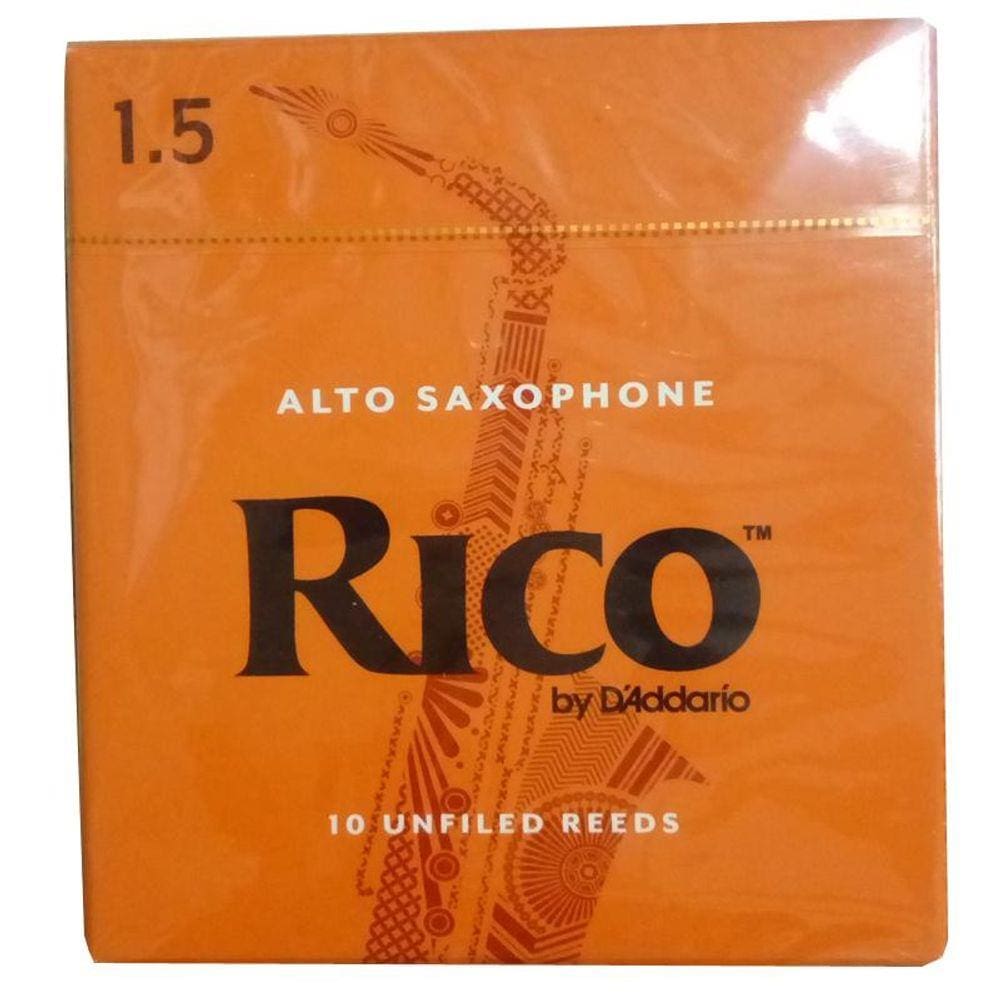 1.5
ALTO SAXOPHONE
RICO™
by D'Addario
10 UNFILED REEDS